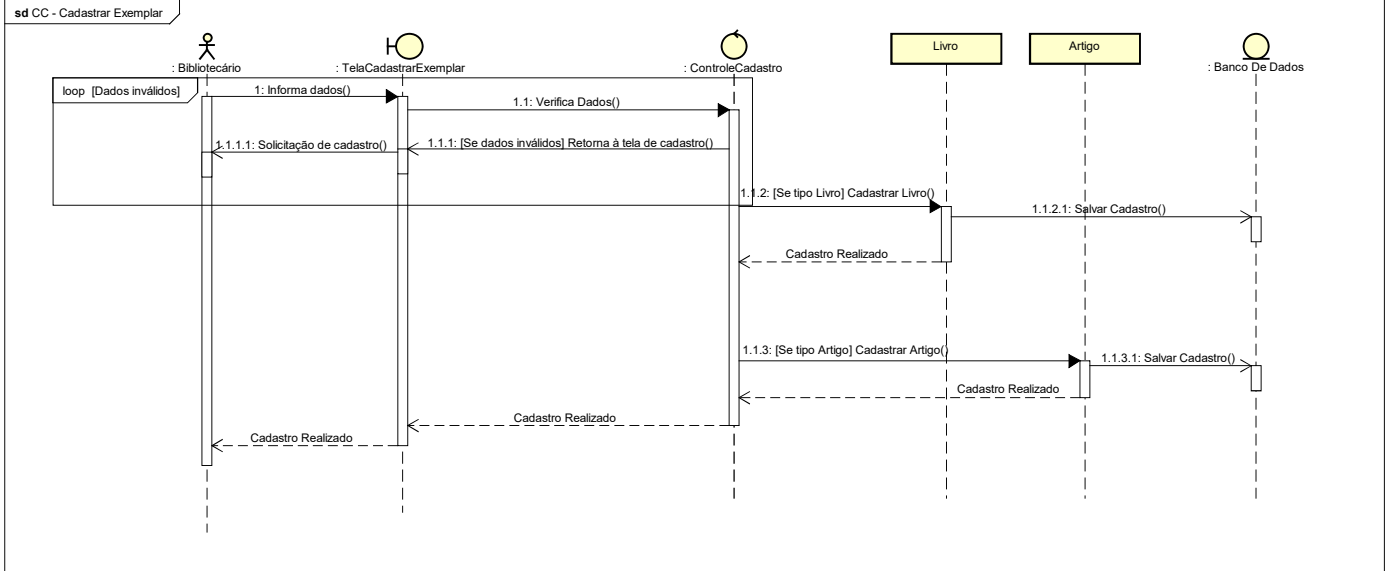 sd CC - Cadastrar Exemplar
: Bibliotecário
: TelaCadastrarExemplar
: ControleCadastro
Livro
Artigo
: Banco De Dados
loop [Dados inválidos]
1: Informa dados()
1.1: Verifica Dados()
1.1.1: [Se dados inválidos] Retorna à tela de cadastro()
1.1.1.1: Solicitação de cadastro()
1.1.2: [Se tipo Livro] Cadastrar Livro()
1.1.2.1: Salvar Cadastro()
Cadastro Realizado
1.1.3: [Se tipo Artigo] Cadastrar Artigo()
1.1.3.1: Salvar Cadastro()
Cadastro Realizado
Cadastro Realizado
Cadastro Realizado